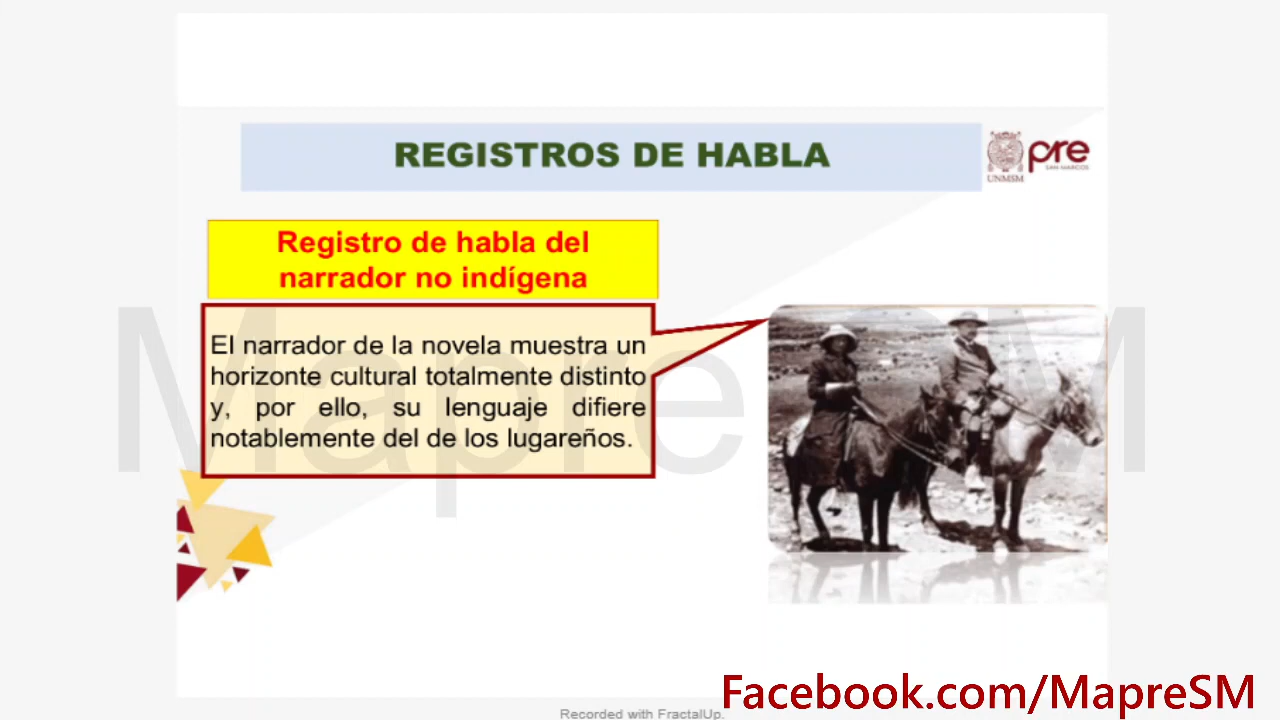 REGISTROS DE HABLA
pre
SAN MARCOS
UNMSM
Registro de habla del
narrador no indígena
El narrador de la novela muestra un
horizonte cultural totalmente distinto
y, por ello, su lenguaje difiere
notablemente del de los lugareños.
MapreSM
Facebook.com/MapreSM
Recorded with FractalUp.